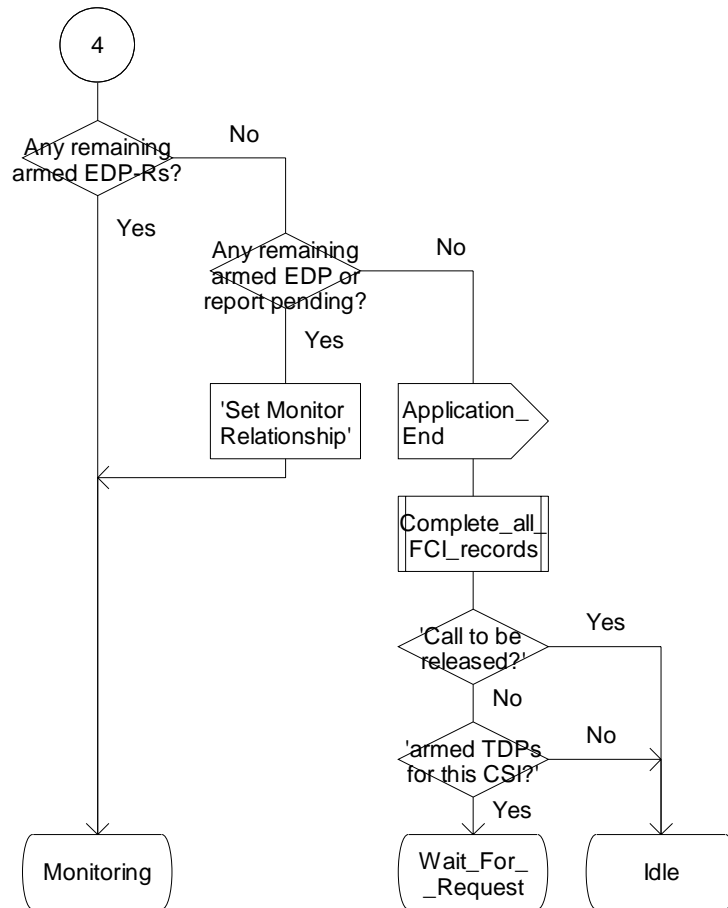 4
Any remaining
armed EDP-Rs?
No
Yes
Any remaining
armed EDP or
report pending?
No
Yes
'Set Monitor
Relationship'
Application_
End
Complete_all_
FCI_records
'Call to be
released?'
Yes
No
'armed TDPs
for this CSI?'
No
Yes
Monitoring
Wait_For_
_Request
Idle